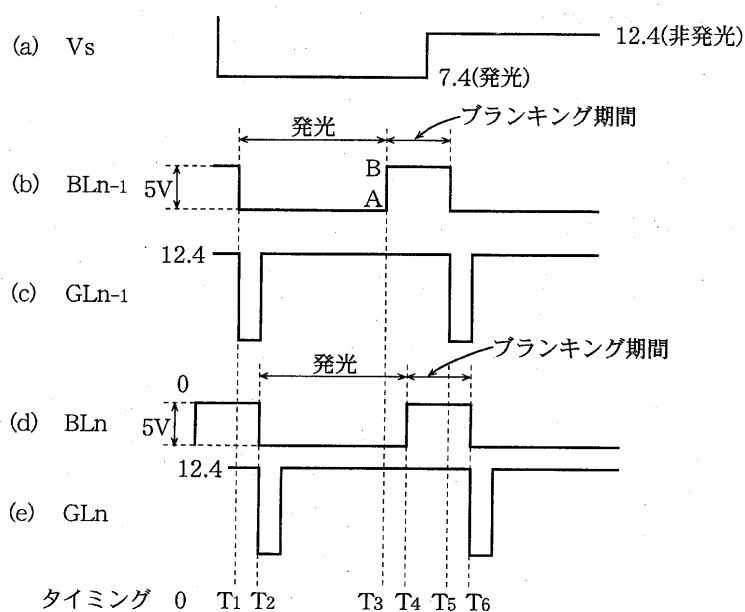 (a) Vs
12.4(非発光)
7.4(発光)
発光
ブランキング期間
B
(b) BLn-1
5V
A
12.4
(c) GLn-1
ブランキング期間
発光
0
(d) BLn
5V
12.4
(e) GLn
タイミング 0 T1 T2 T3 T4 T5 T6